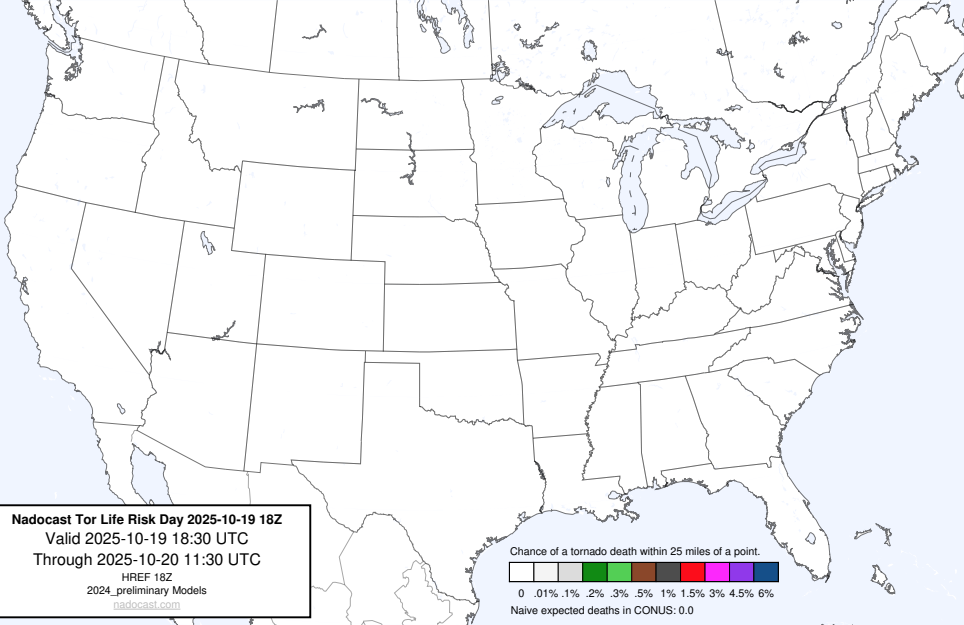 Nadocast Tor Life Risk Day 2025-10-19 18Z
Valid 2025-10-19 18:30 UTC
Through 2025-10-20 11:30 UTC
HREF 18Z
2024_preliminary Models
nadocast.com
Chance of a tornado death within 25 miles of a point.
0 .01% .1% .2% .3% .5% 1% 1.5% 3% 4.5% 6%
Naive expected deaths in CONUS: 0.0